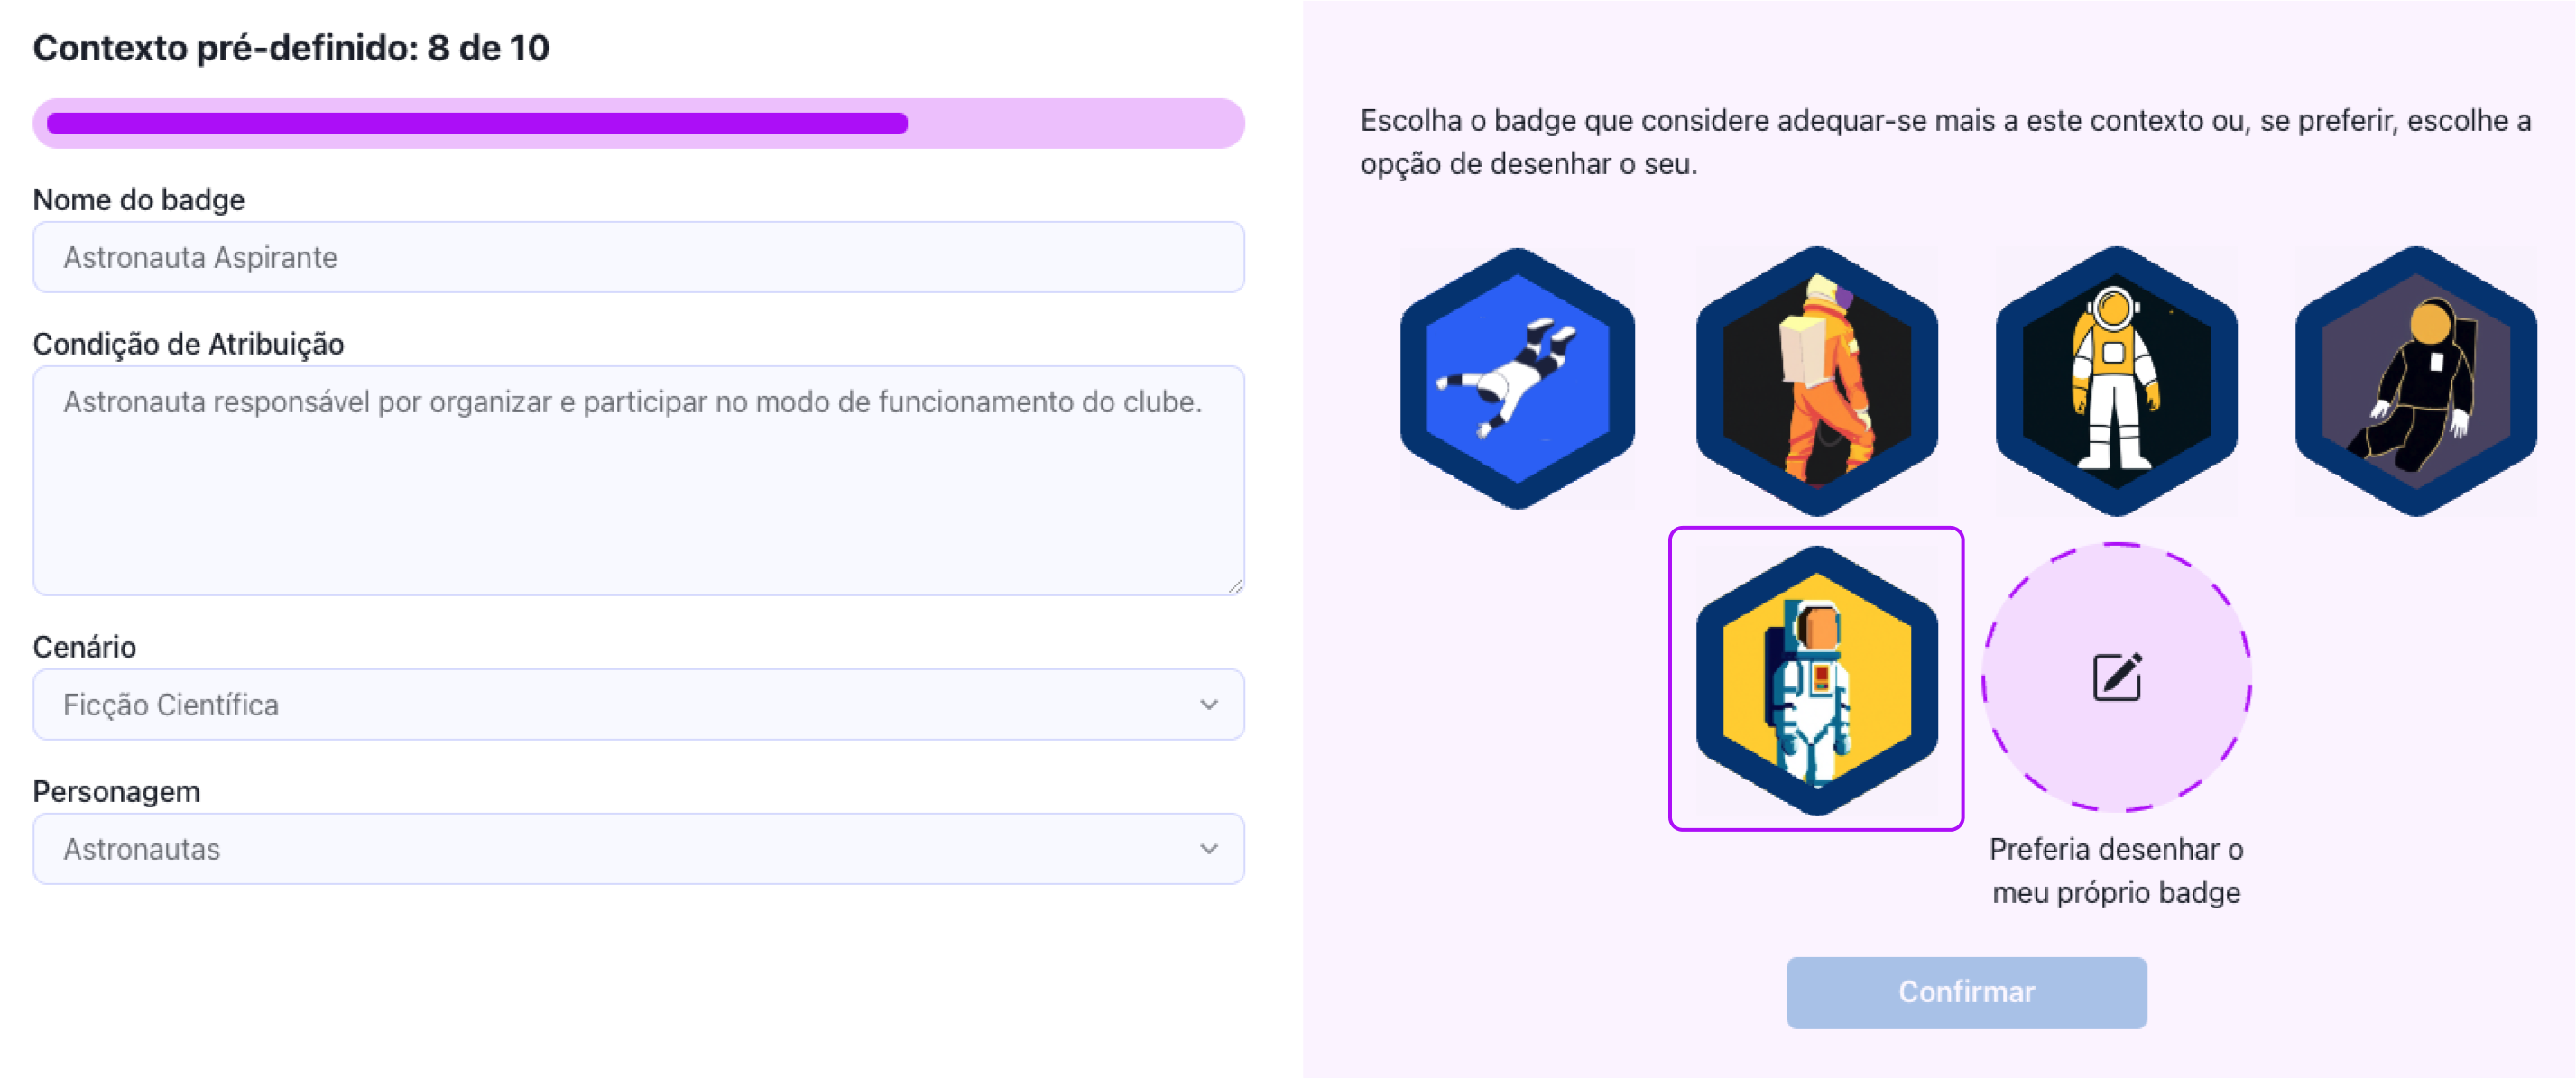 Contexto pré-definido: 8 de 10
Nome do badge
Astronauta Aspirante
Condição de Atribuição
Astronauta responsável por organizar e participar no modo de funcionamento do clube.
Cenário
Ficção Científica
Personagem
Astronautas
Escolha o badge que considere adequar-se mais a este contexto ou, se preferir, escolhe a
opção de desenhar o seu.
Preferia desenhar o
meu próprio badge
Confirmar